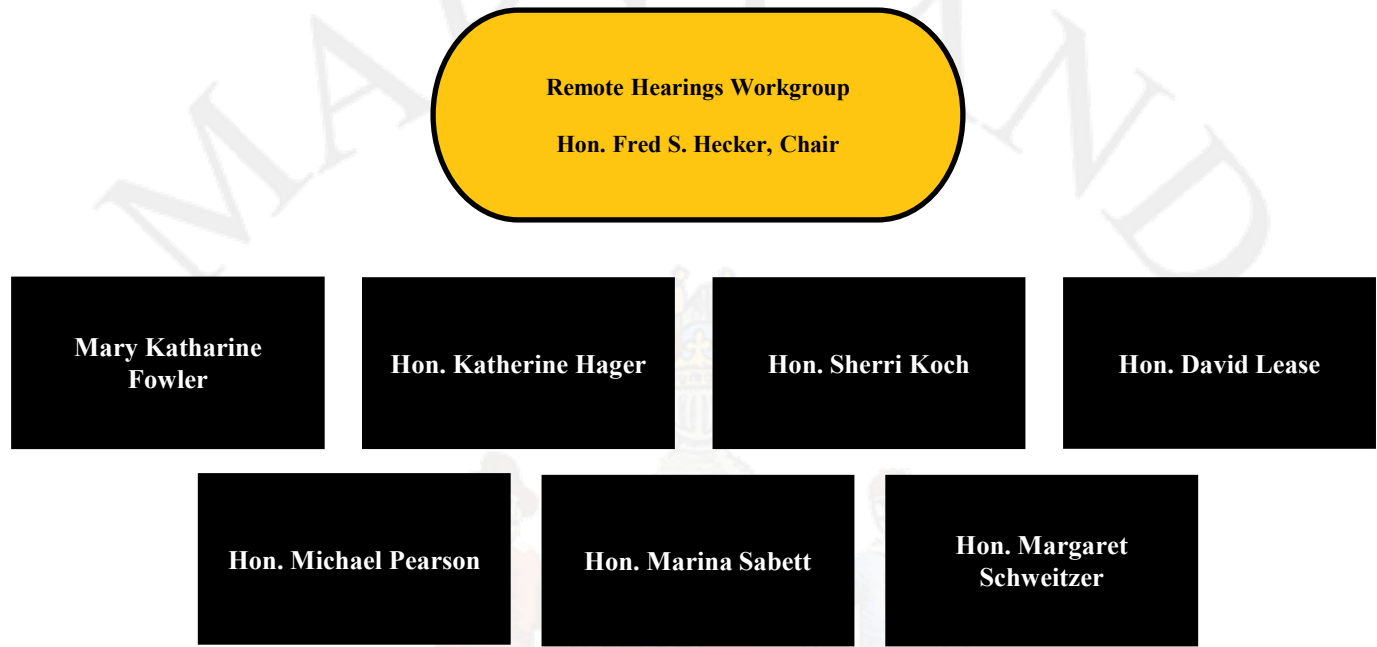 MARYLAND
Remote Hearings Workgroup
Hon. Fred S. Hecker, Chair
Mary Katharine
Fowler
Hon. Katherine Hager
Hon. Sherri Koch
Hon. David Lease
Hon. Michael Pearson
Hon. Marina Sabett
Hon. Margaret
Schweitzer